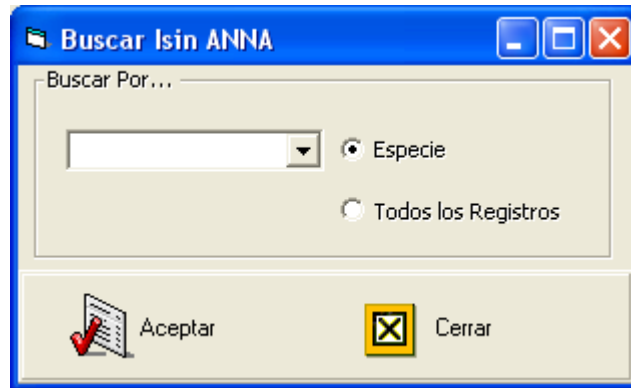 Buscar Isin ANNA
Buscar Por...
Especie
Todos los Registros
Aceptar
Cerrar